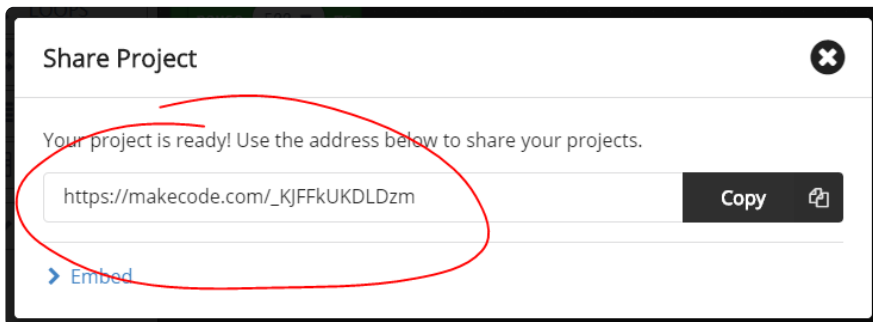 LOOPS
Share Project
Your project is ready! Use the address below to share your projects.
https://makecode.com/_KJFFkUKDLDzm
Copy
Embed